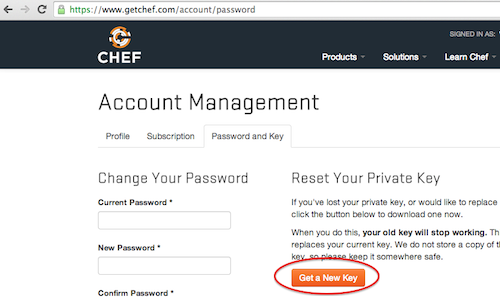 https://www.getchef.com/account/password
CHEF
SIGNED IN AS:
Products
Solutions
Learn Chef
Account Management
Profile
Subscription
Password and Key
Change Your Password
Current Password *
New Password *
Confirm Password *
Reset Your Private Key
If you've lost your private key, or would like to replace
click the button below to download one now.
When you do this, your old key will stop working. Th
replaces your current key. We do not store a copy of th
key, so please keep it somewhere safe.
Get a New Key